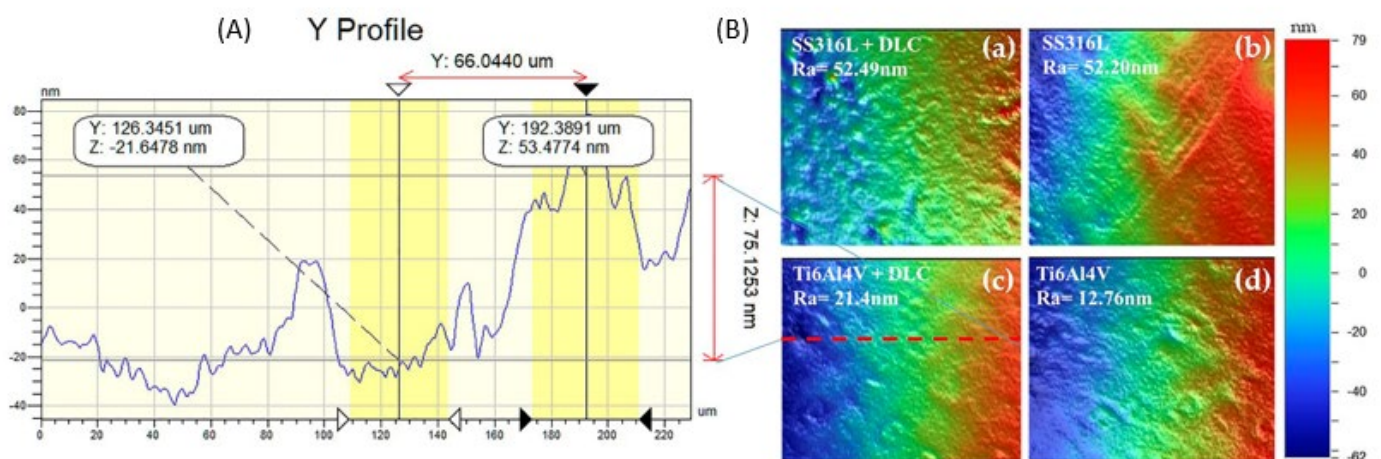 (A)
Y Profile
Y: 66.0440 um
nm
80
60
40
20
0
-20
-40
Y: 126.3451 um
Z: -21.6478 nm
Y: 192.3891 um
Z: 53.4774 nm
Z: 75.1253 nm
0 20 40 60 80 100 120 140 160 180 200 220
um
(B)
SS316L + DLC
Ra= 52.49nm
(a)
SS316L
Ra= 52.20nm
(b)
Ti6Al4V + DLC
Ra= 21.4nm
(c)
Ti6Al4V
Ra= 12.76nm
(d)
nm
79
60
40
20
0
-20
-40
-62